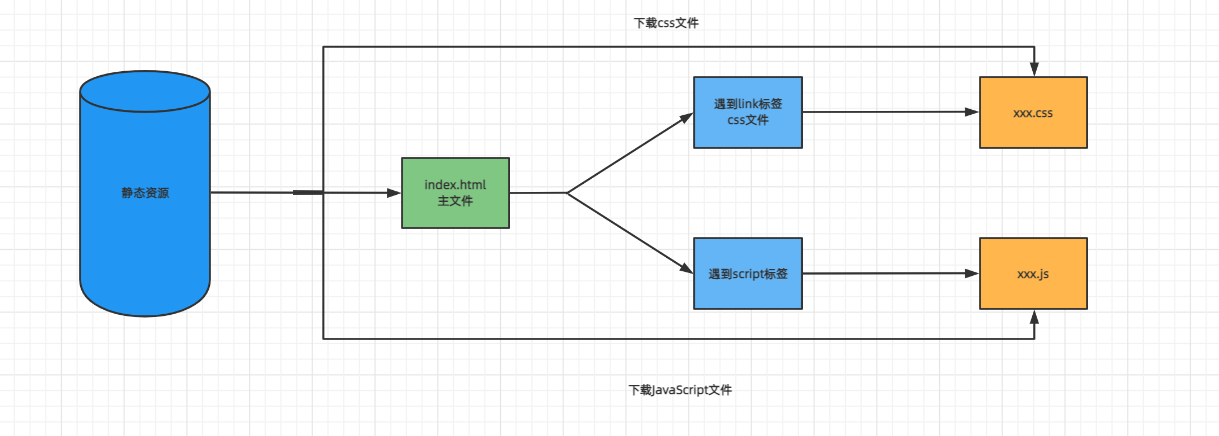 下载css文件
遇到link标签
css文件
xxx.css
静态资源
index.html
主文件
遇到script标签
xxx.js
下载JavaScript文件